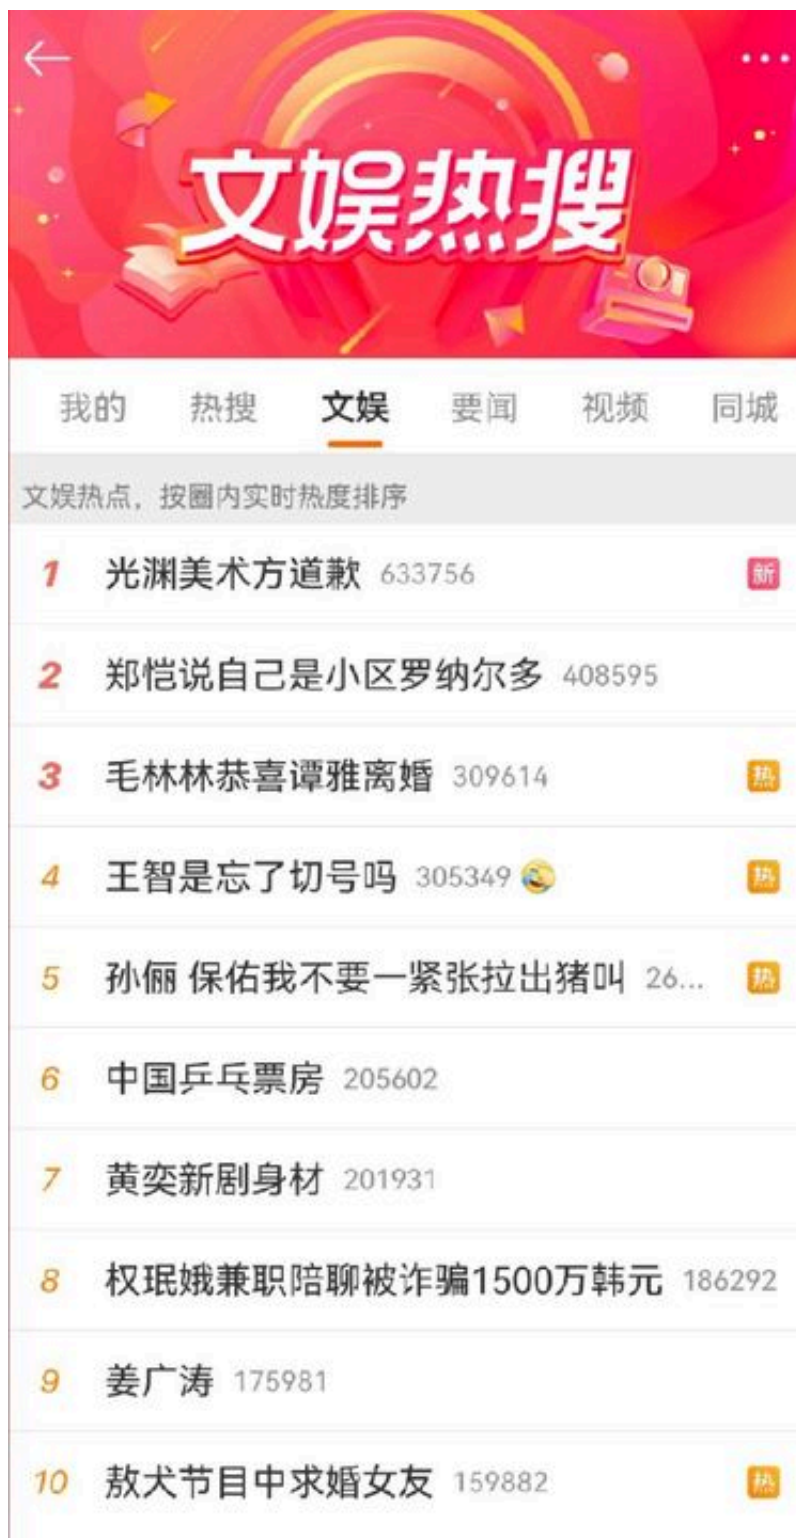 文娱热搜
我的 热搜 文娱 要闻 视频 同城
文娱热点，按圈内实时热度排序
1 光渊美术方道歉 633756 新
2 郑恺说自己是小区罗纳尔多 408595
3 毛林林恭喜谭雅离婚 309614 热
4 王智是忘了切号吗 305349 热
5 孙俪 保佑我不要一紧张拉出猪叫 26... 热
6 中国乒乓票房 205602
7 黄奕新剧身材 201931
8 权珉娥兼职陪聊被诈骗1500万韩元 186292
9 姜广涛 175981
10 敖犬节目中求婚女友 159882 热